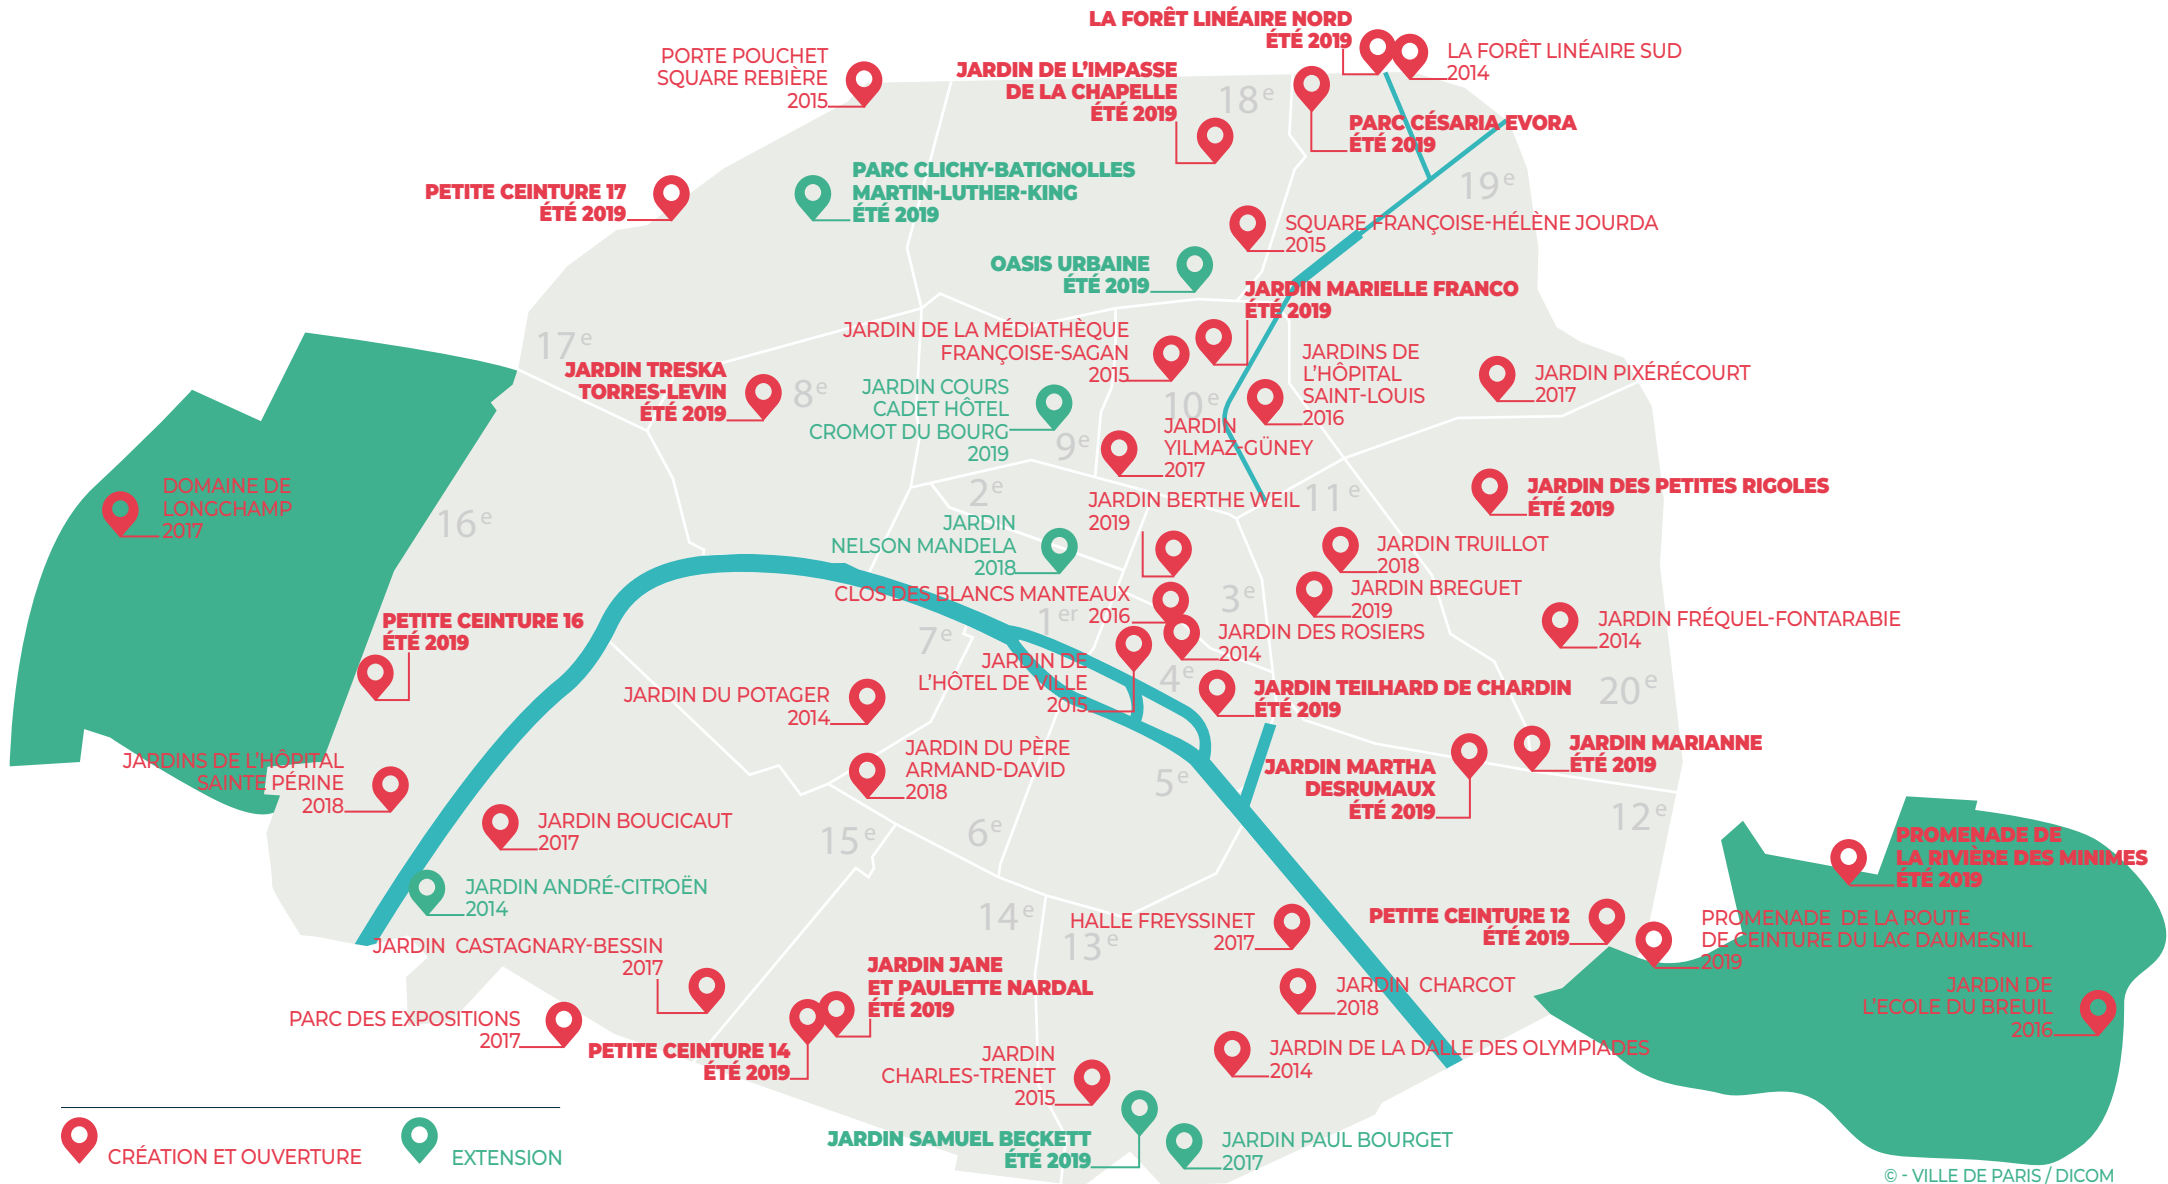 LA FORÊT LINÉAIRE NORD
ÉTÉ 2019
LA FORÊT LINÉAIRE SUD
2014
PORTE POUCHET
SQUARE REBIÈRE
2015
JARDIN DE L'IMPASSE
DE LA CHAPELLE
ÉTÉ 2019
18e
PARC CÉSARIA EVORA
ÉTÉ 2019
PETITE CEINTURE 17
ÉTÉ 2019
PARC CLICHY-BATIGNOLLES
MARTIN-LUTHER-KING
ÉTÉ 2019
19e
SQUARE FRANÇOISE-HÉLÈNE JOURDA
2015
OASIS URBAINE
ÉTÉ 2019
JARDIN MARIELLE FRANCO
ÉTÉ 2019
17e
JARDIN DE LA MÉDIATHÈQUE
FRANÇOISE-SAGAN
2015
JARDINS DE
L'HÔPITAL
SAINT-LOUIS
2016
JARDIN PIXÉRÉCOURT
2017
JARDIN TRESKA
TORRES-LEVIN
ÉTÉ 2019
8e
JARDIN COURS
CADET HÔTEL
CROMOT DU BOURG
2019
9e
10e
JARDIN
YILMAZ-GÜNEY
2017
DOMAINE DE
LONGCHAMP
2017
16e
2e
JARDIN BERTHE WEIL
2019
11e
JARDIN DES PETITES RIGOLES
ÉTÉ 2019
JARDIN
NELSON MANDELA
2018
JARDIN TRUILLOT
2018
CLOS DES BLANCS MANTEAUX
2016
3e
JARDIN BREGUET
2019
1er
7e
PETITE CEINTURE 16
ÉTÉ 2019
JARDIN DES ROSIERS
2014
JARDIN FRÉQUEL-FONTARABIE
2014
JARDIN DE
L'HÔTEL DE VILLE
2015
4e
JARDIN DU POTAGER
2014
JARDIN TEILHARD DE CHARDIN
ÉTÉ 2019
20e
JARDINS DE L'HÔPITAL
SAINTE PÉRINE
2018
JARDIN DU PÈRE
ARMAND-DAVID
2018
5e
JARDIN MARTHA
DESRUMAUX
ÉTÉ 2019
JARDIN MARIANNE
ÉTÉ 2019
12e
JARDIN BOUCICAUT
2017
15e
6e
PROMENADE DE
LA RIVIÈRE DES MINIMES
ÉTÉ 2019
JARDIN ANDRÉ-CITROËN
2014
14e
13e
HALLE FREYSSINET
2017
PETITE CEINTURE 12
ÉTÉ 2019
PROMENADE DE LA ROUTE
DE CEINTURE DU LAC DAUMESNIL
2019
JARDIN CASTAGNARY-BESSIN
2017
JARDIN JANE
ET PAULETTE NARDAL
ÉTÉ 2019
JARDIN CHARCOT
2018
JARDIN DE
L'ECOLE DU BREUIL
2016
PARC DES EXPOSITIONS
2017
PETITE CEINTURE 14
ÉTÉ 2019
JARDIN
CHARLES-TRENET
2015
JARDIN DE LA DALLE DES OLYMPIADES
2014
JARDIN SAMUEL BECKETT
ÉTÉ 2019
JARDIN PAUL BOURGET
2017
CRÉATION ET OUVERTURE
EXTENSION
© - VILLE DE PARIS / DICOM